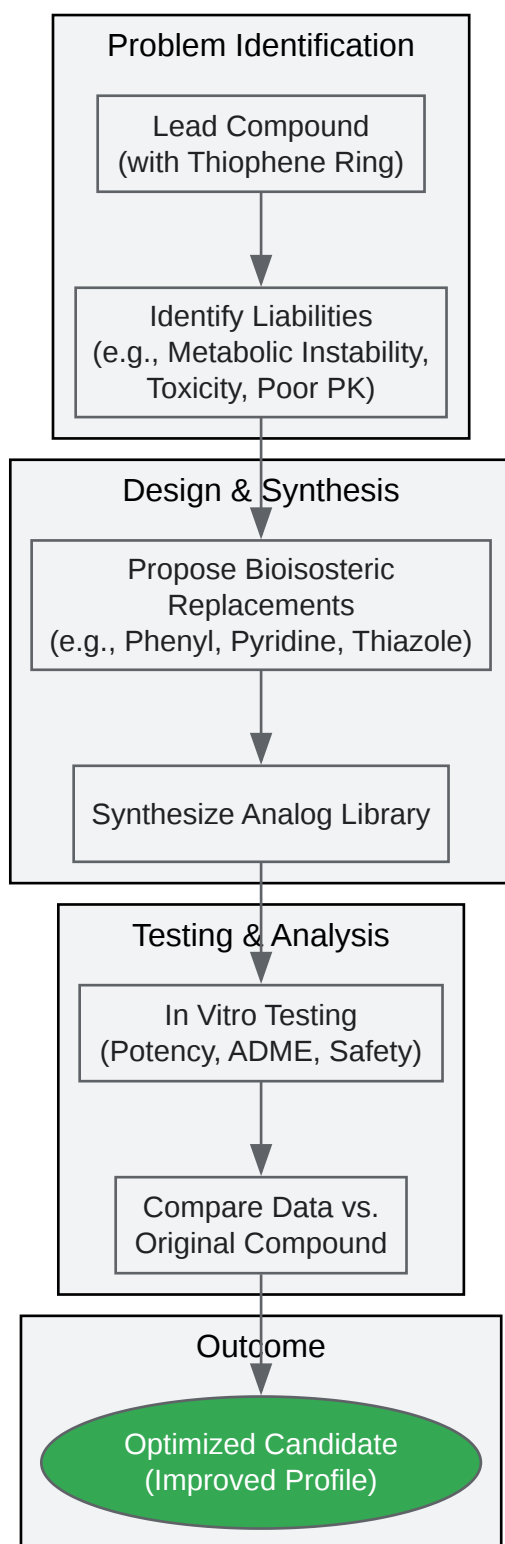 Problem Identification
Lead Compound
(with Thiophene Ring)
Identify Liabilities
(e.g., Metabolic Instability,
Toxicity, Poor PK)
Design & Synthesis
Propose Bioisosteric
Replacements
(e.g., Phenyl, Pyridine, Thiazole)
Synthesize Analog Library
Testing & Analysis
In Vitro Testing
(Potency, ADME, Safety)
Compare Data vs.
Original Compound
Outcome
Optimized Candidate
(Improved Profile)